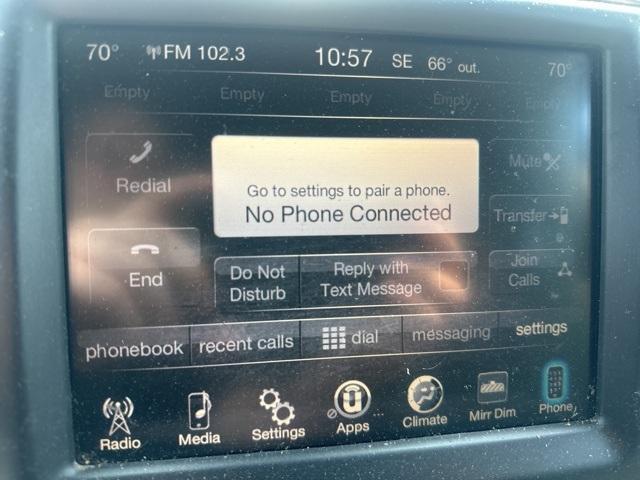 70° FM 102.3 10:57 SE 66° out. 70°
Empty Empty Empty Empty Empty
Redial
Go to settings to pair a phone.
No Phone Connected
Mute
Transfer
End
Do Not
Disturb
Reply with
Text Message
Join
Calls
phonebook recent calls dial messaging settings
Radio Media Settings Apps Climate Mirr Dim Phone